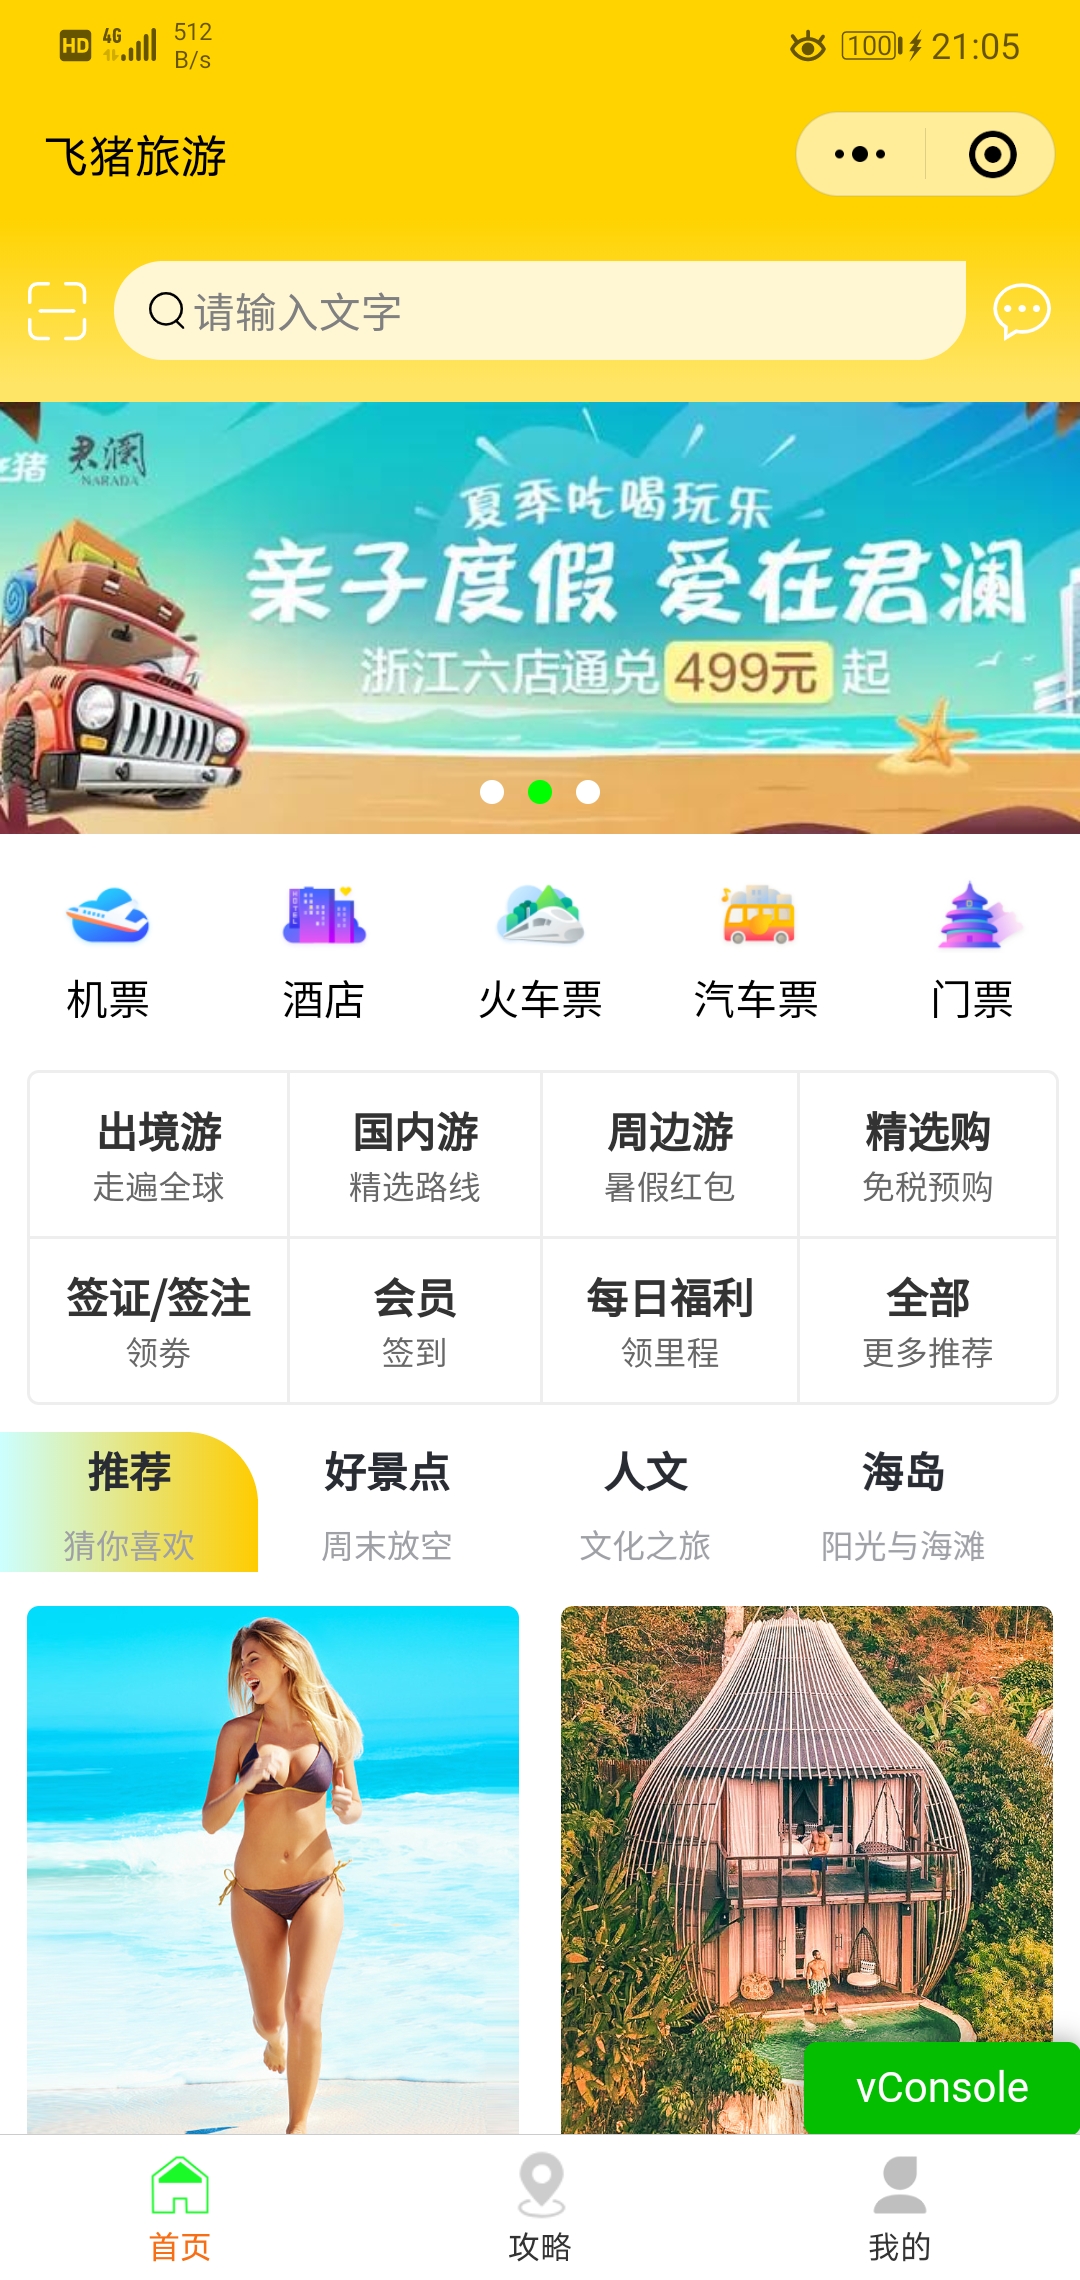 HD 4G 512 B/s 100 21:05
飞猪旅游
请输入文字
猪 君澜
NARADA
夏季吃喝玩乐
亲子度假 爱在君澜
浙江六店通兑499元起
HOTEL
机票 酒店 火车票 汽车票 门票
出境游 国内游 周边游 精选购
走遍全球 精选路线 暑假红包 免税预购
签证/签注 会员 每日福利 全部
领劵 签到 领里程 更多推荐
推荐 好景点 人文 海岛
猜你喜欢 周末放空 文化之旅 阳光与海滩
vConsole
首页 攻略 我的